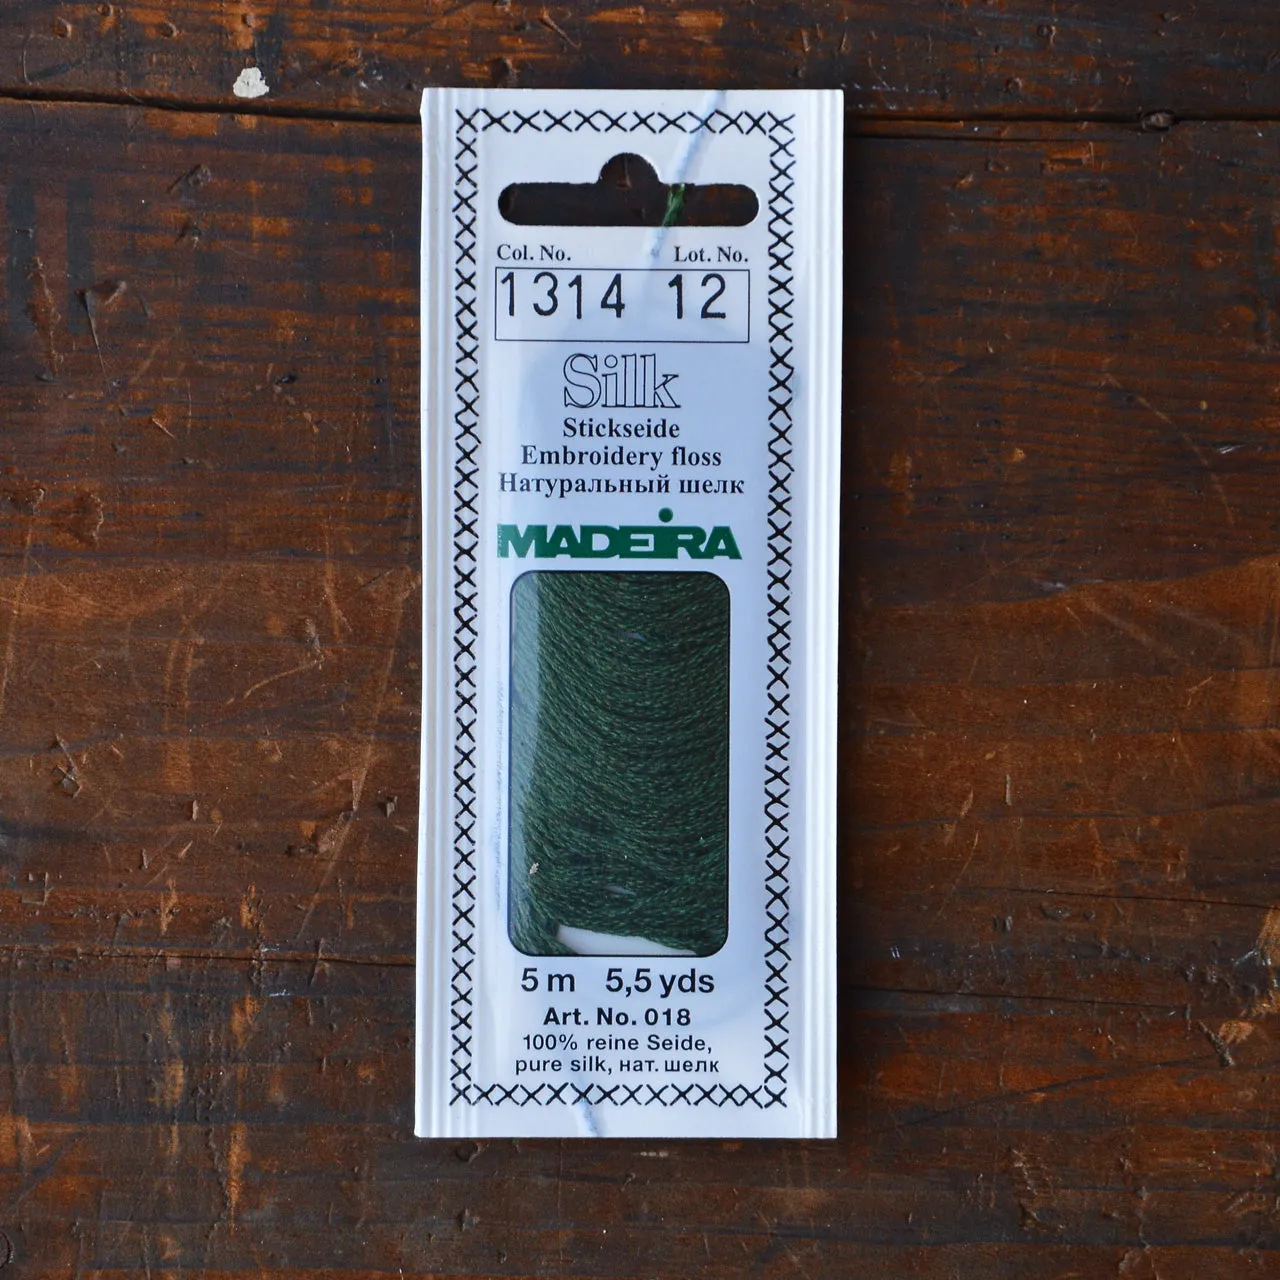 Col. No. Lot. No.
1314 12
Silk
Stickseide
Embroidery floss
Натуральный шелк
MADEIRA
5 m 5,5 yds
Art. No. 018
100% reine Seide,
pure silk, нат. шелк